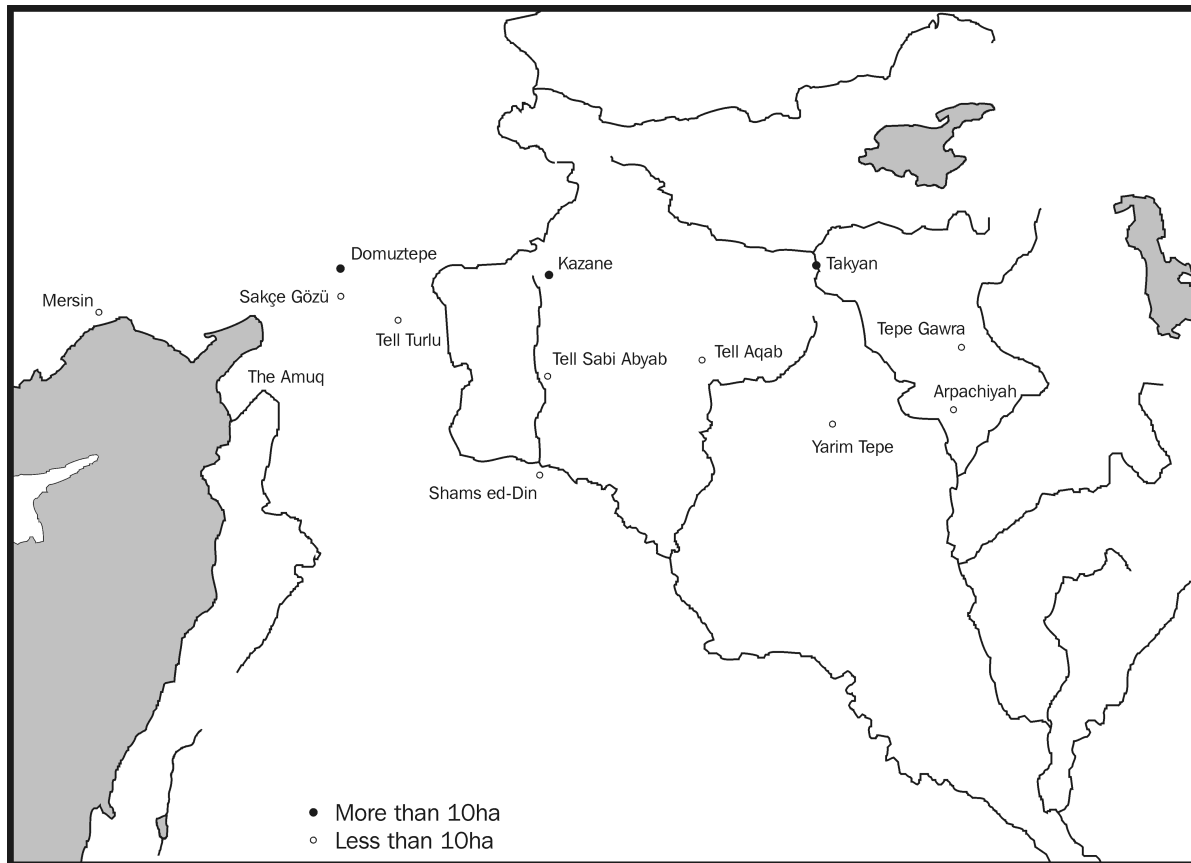 Domuztepe
Kazane
Takyan
Sakçe Gözü
Mersin
Tepe Gawra
Tell Turlu
Tell Sabi Abyab
Tell Aqab
The Amuq
Arpachiyah
Yarim Tepe
Shams ed-Din
More than 10ha
Less than 10ha